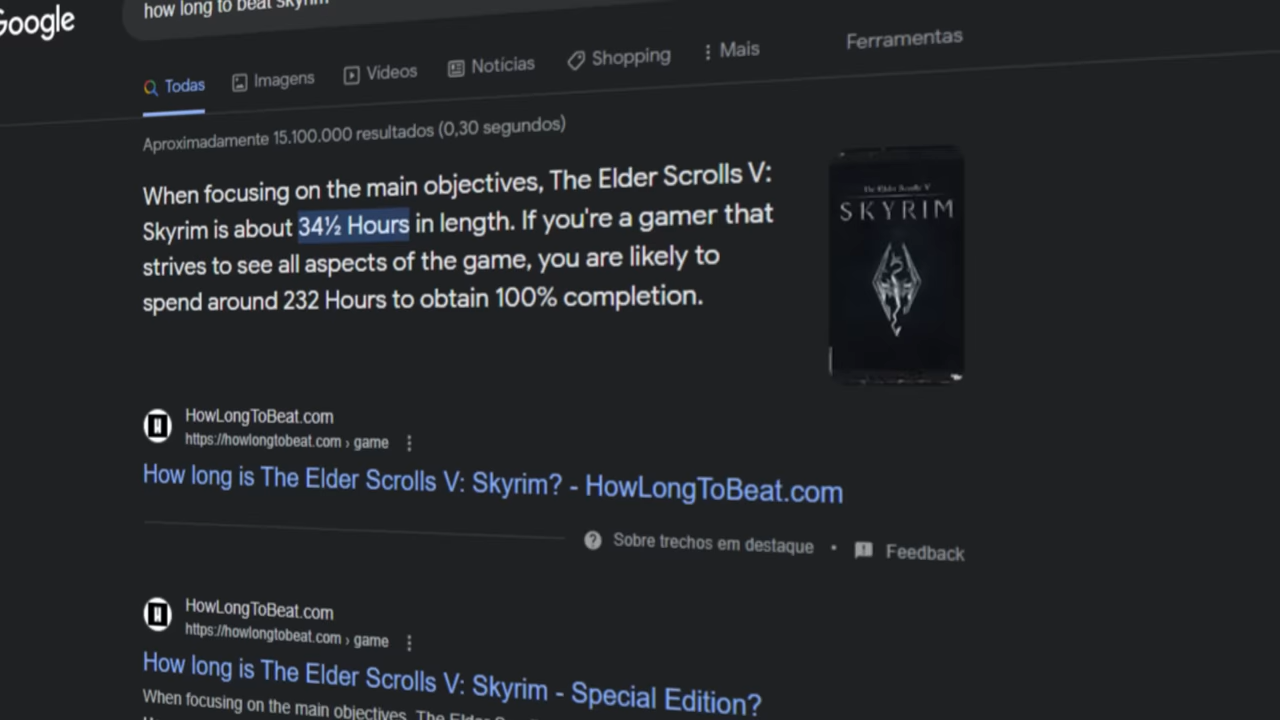 Google
how long to beat skyrim
Todas
Imagens
Vídeos
Notícias
Shopping
Mais
Ferramentas
Aproximadamente 15.100.000 resultados (0,30 segundos)
When focusing on the main objectives, The Elder Scrolls V:
Skyrim is about 34½ Hours in length. If you're a gamer that
strives to see all aspects of the game, you are likely to
spend around 232 Hours to obtain 100% completion.
The Elder Scrolls V
SKYRIM
HowLongToBeat.com
https://howlongtobeat.com › game
How long is The Elder Scrolls V: Skyrim? - HowLongToBeat.com
Sobre trechos em destaque • Feedback
HowLongToBeat.com
https://howlongtobeat.com › game
How long is The Elder Scrolls V: Skyrim - Special Edition?
When focusing on the main objectives, The Elder